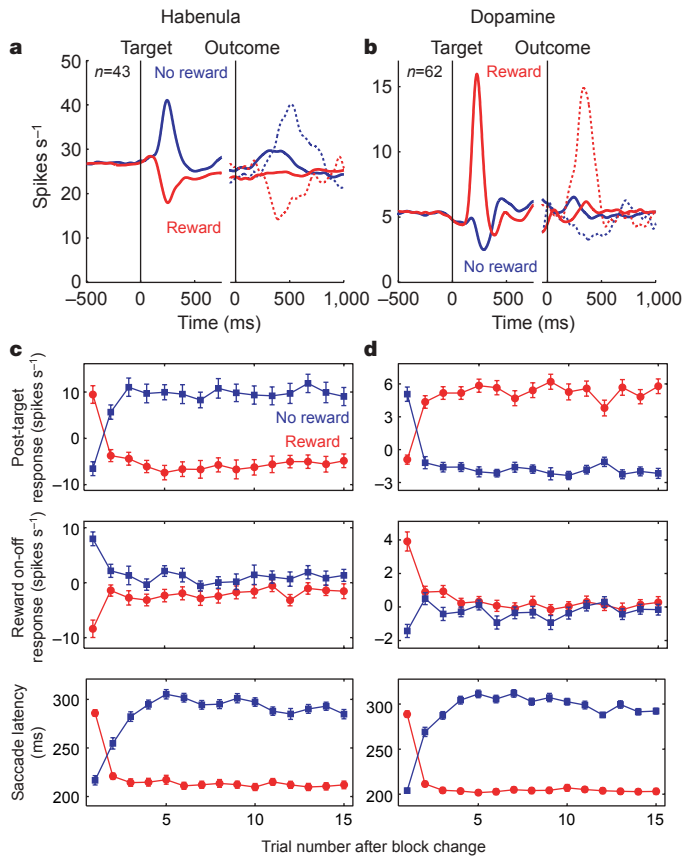 Habenula
Dopamine
a
Target
Outcome
b
Target
Outcome
n=43
No reward
n=62
Reward
Spikes s−1
50
40
30
20
10
0
Reward
15
10
5
0
No reward
−500
0
500
0
500
1,000
−500
0
500
0
500
1,000
Time (ms)
Time (ms)
c
d
Post-target
response (spikes s−1)
10
0
−10
No reward
Reward
6
3
0
−3
Reward on-off
response (spikes s−1)
10
0
−10
4
2
0
−2
Saccade latency
(ms)
300
250
200
300
250
200
5
10
15
5
10
15
Trial number after block change